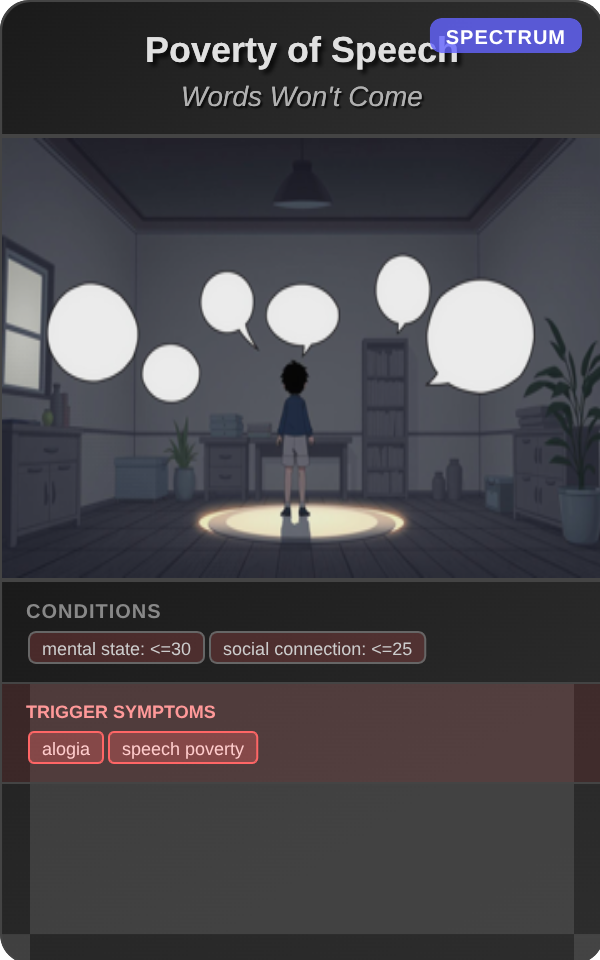 Poverty of Speech
SPECTRUM
Words Won't Come
CONDITIONS
mental state: <=30 social connection: <=25
TRIGGER SYMPTOMS
alogia speech poverty